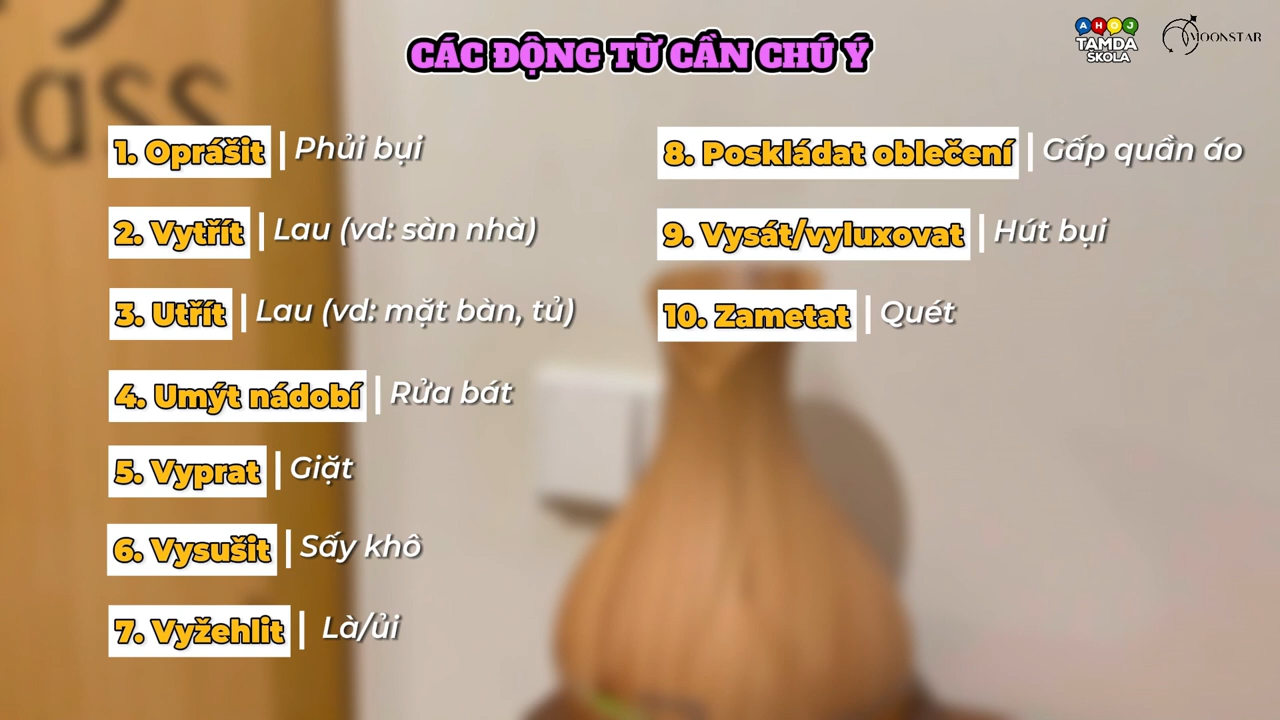 CÁC ĐỘNG TỪ CẦN CHÚ Ý
AHOJ
TAMDA
ŠKOLA
MOONSTAR
ass
1. Oprášit | Phủi bụi
2. Vytřít | Lau (vd: sàn nhà)
3. Utřít | Lau (vd: mặt bàn, tủ)
4. Umýt nádobí | Rửa bát
5. Vyprat | Giặt
6. Vysušit | Sấy khô
7. Vyžehlit | Là/ủi
8. Poskládat oblečení | Gấp quần áo
9. Vysát/vyluxovat | Hút bụi
10. Zametat | Quét